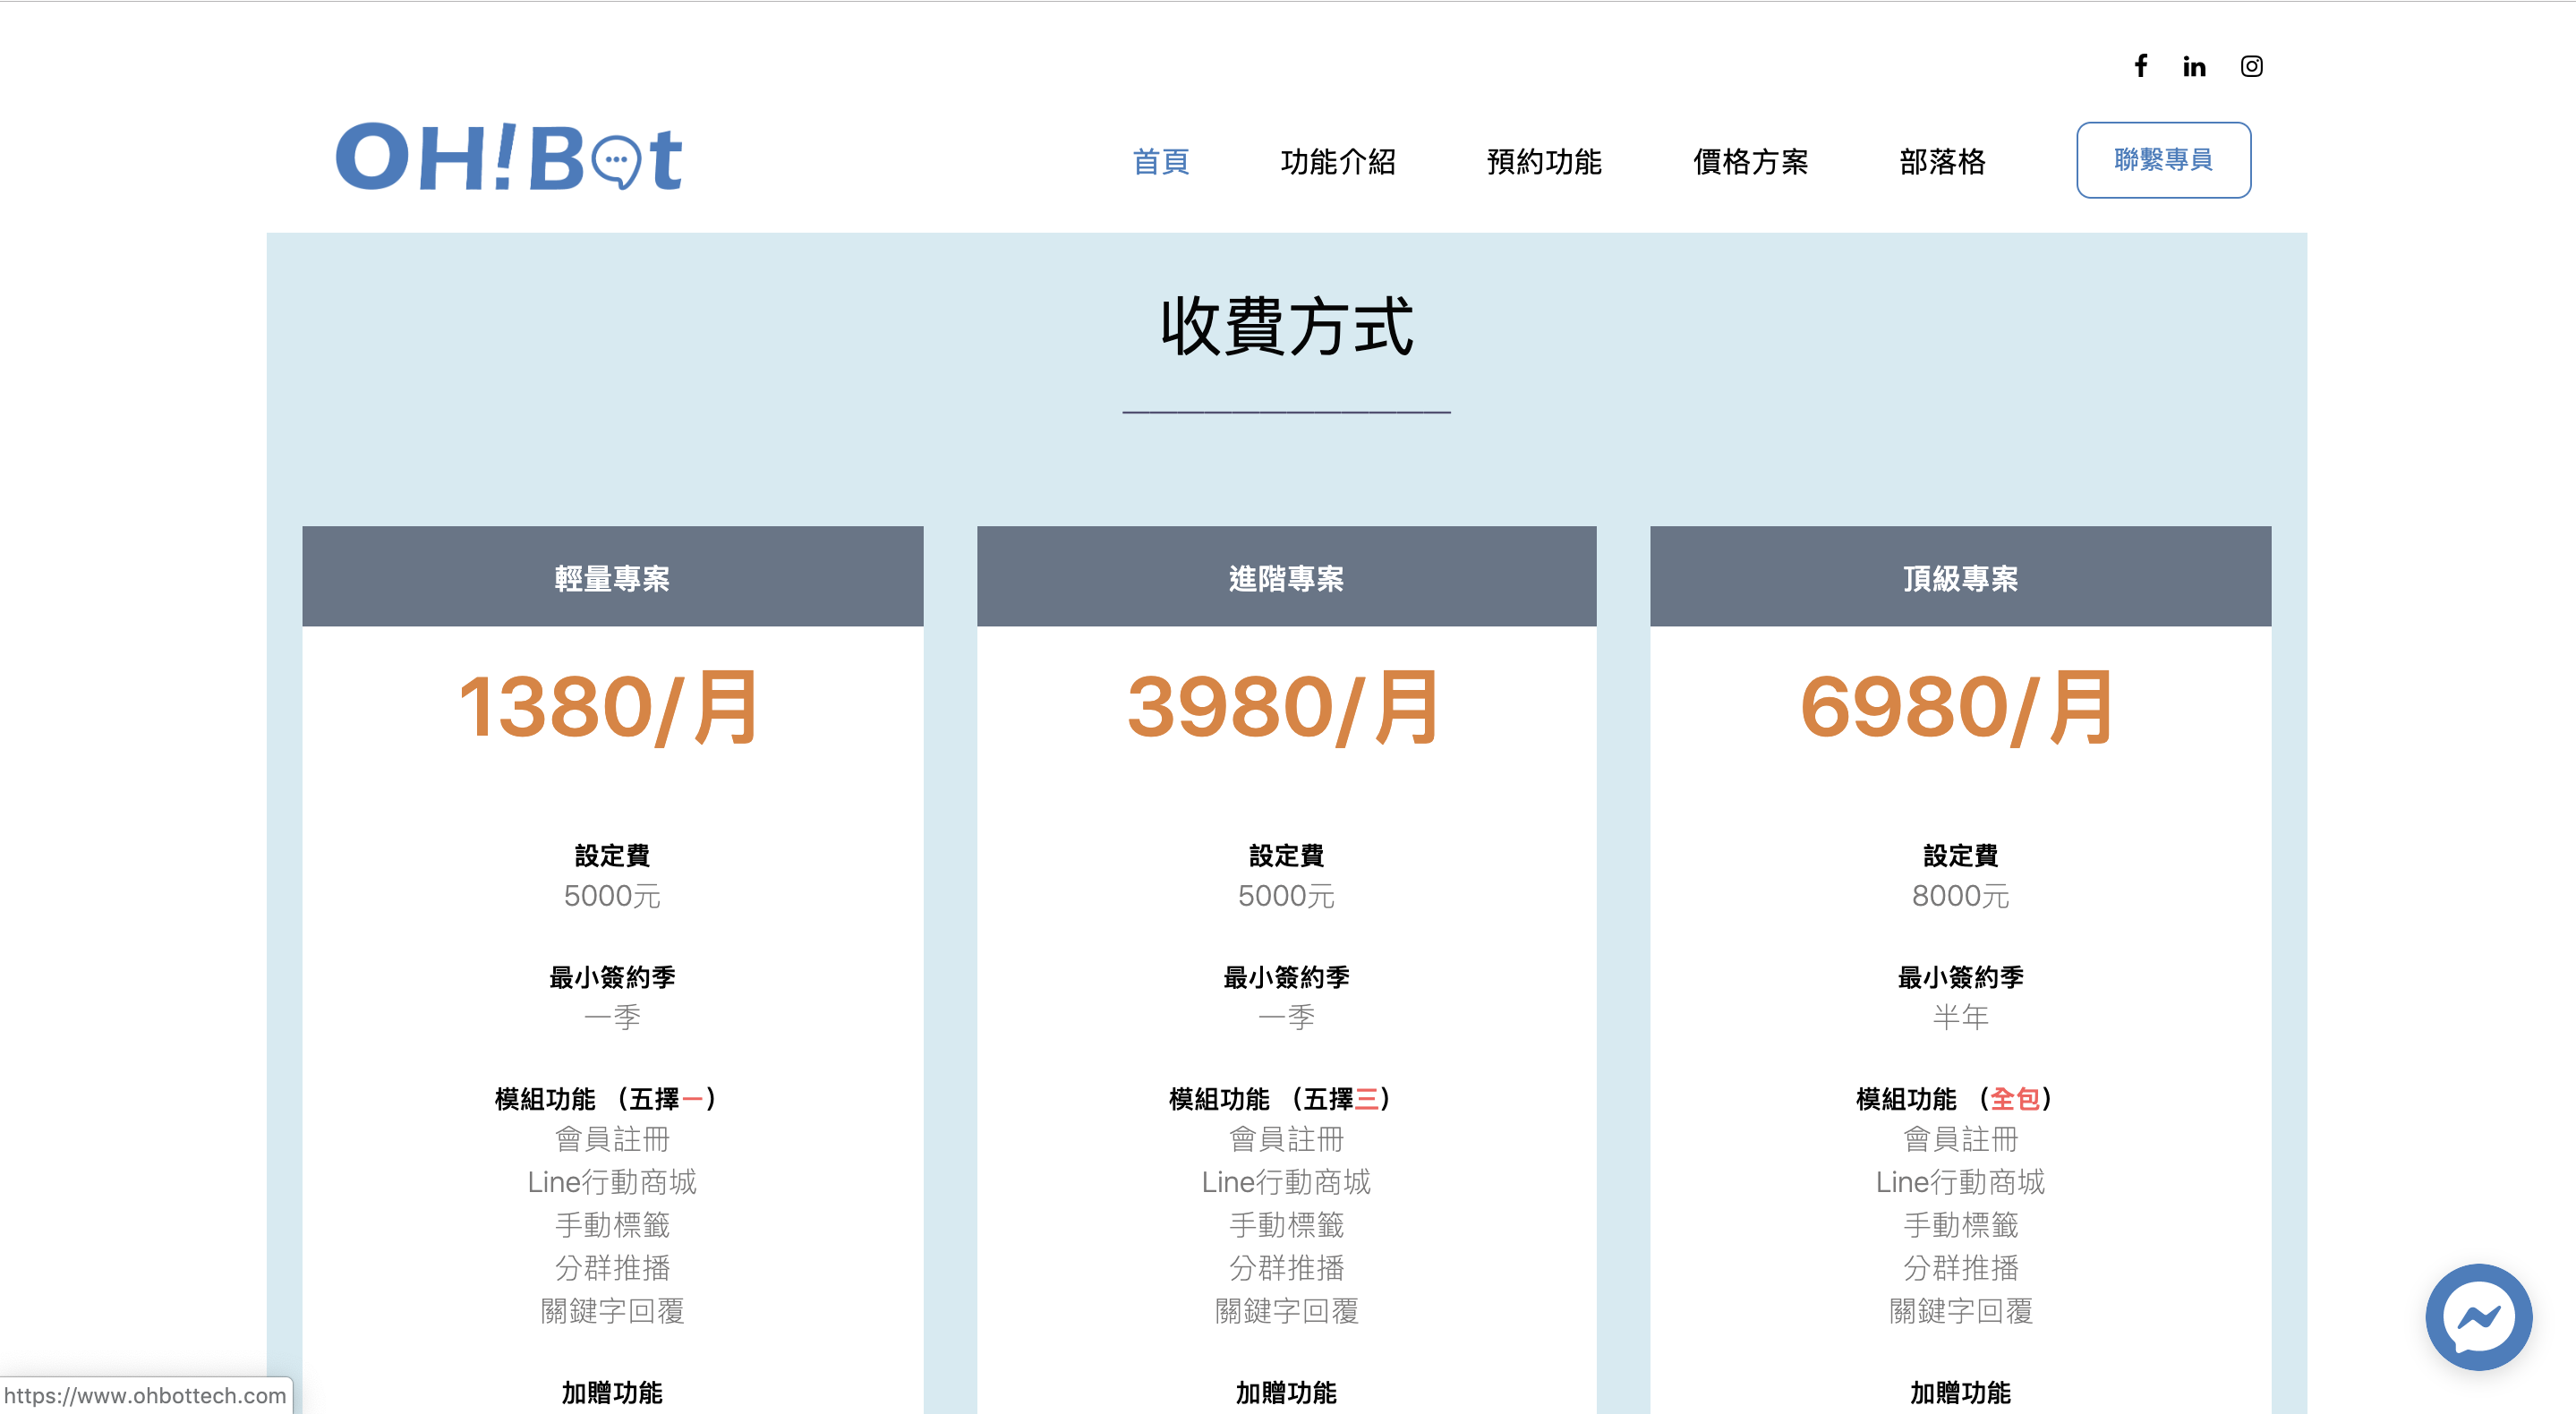 OH!Bot
首頁 功能介紹 預約功能 價格方案 部落格 聯繫專員
收費方式
輕量專案
1380/月
設定費
5000元
最小簽約季
一季
模組功能 （五擇一）
會員註冊
Line行動商城
手動標籤
分群推播
關鍵字回覆
加贈功能
進階專案
3980/月
設定費
5000元
最小簽約季
一季
模組功能 （五擇三）
會員註冊
Line行動商城
手動標籤
分群推播
關鍵字回覆
加贈功能
頂級專案
6980/月
設定費
8000元
最小簽約季
半年
模組功能 （全包）
會員註冊
Line行動商城
手動標籤
分群推播
關鍵字回覆
加贈功能
https://www.ohbottech.com